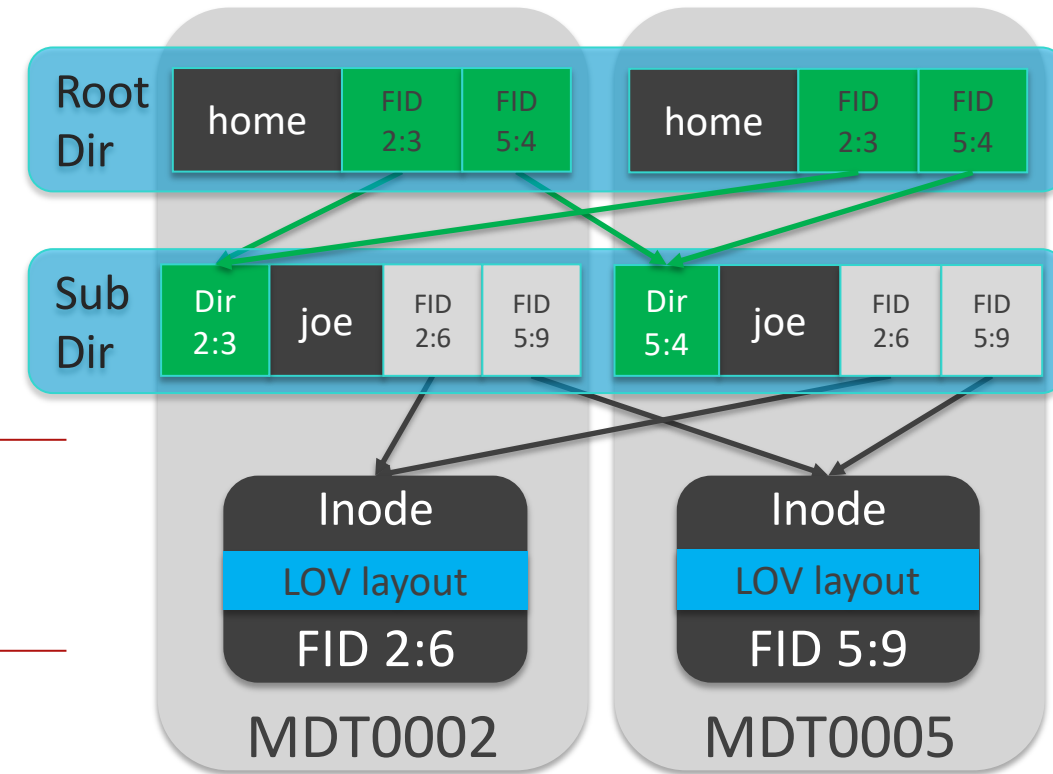 Root
Dir
home
FID
2:3
FID
5:4
home
FID
2:3
FID
5:4
Sub
Dir
Dir
2:3
joe
FID
2:6
FID
5:9
Dir
5:4
joe
FID
2:6
FID
5:9
Inode
LOV layout
FID 2:6
Inode
LOV layout
FID 5:9
MDT0002
MDT0005